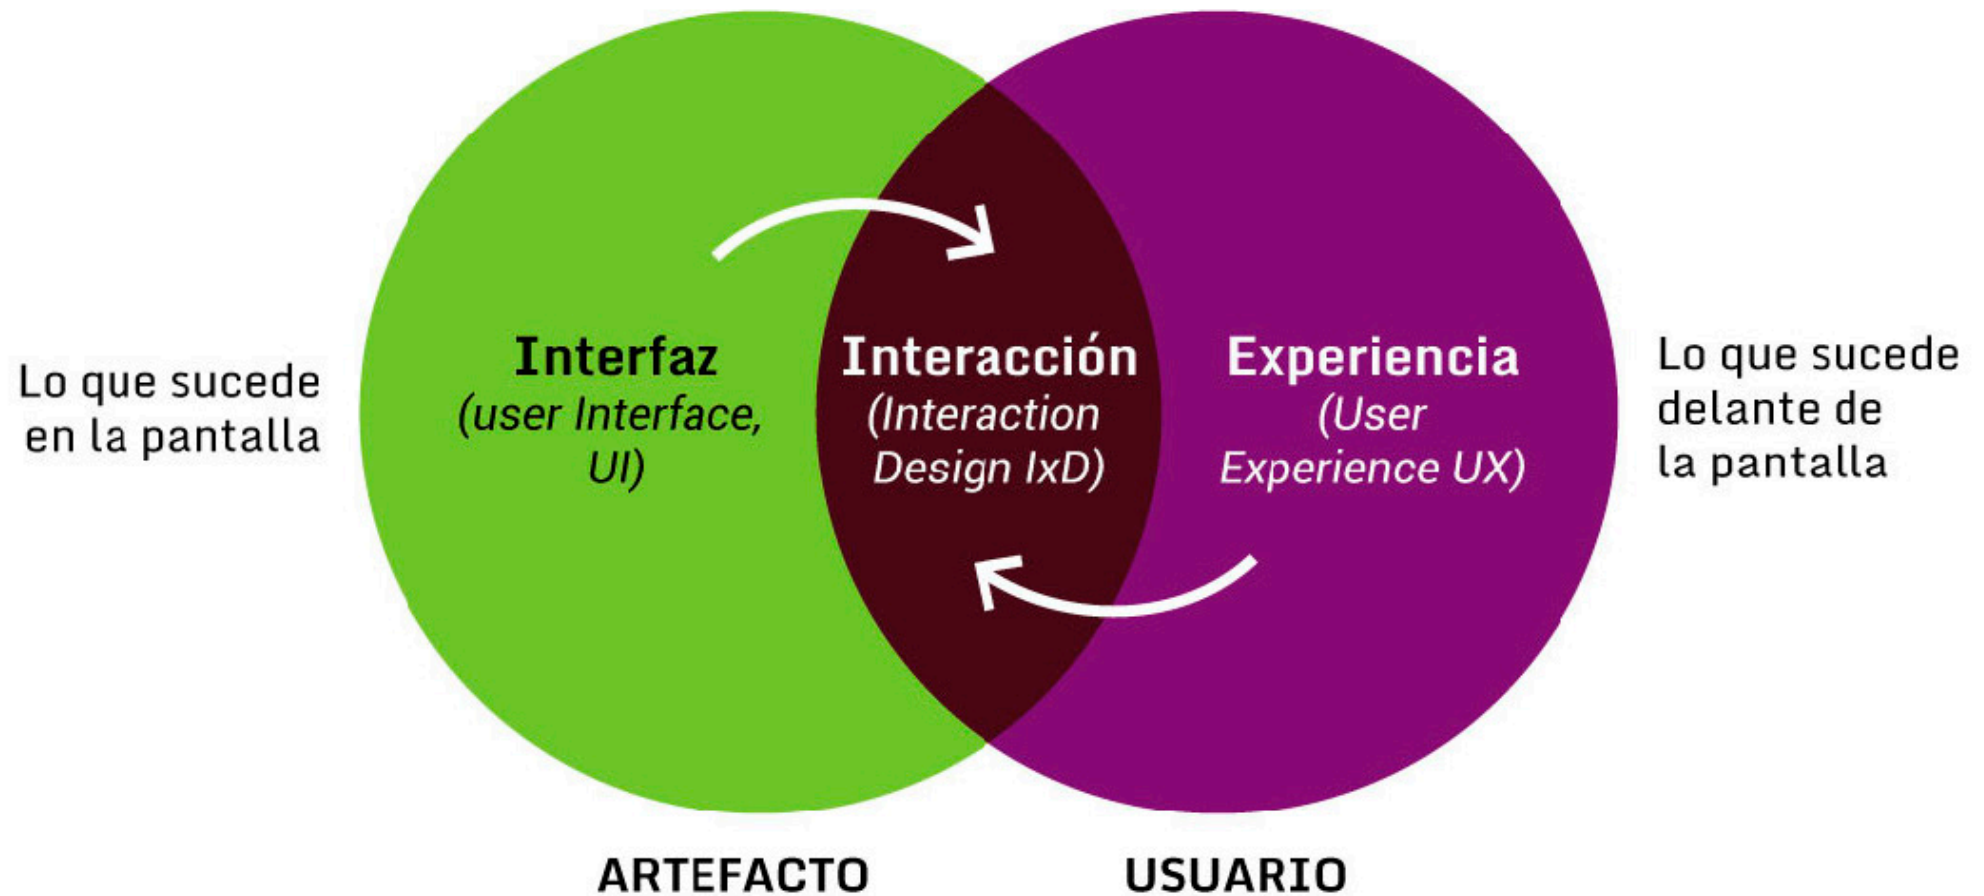 Lo que sucede
en la pantalla
Interfaz
(user Interface,
UI)
Interacción
(Interaction
Design IxD)
Experiencia
(User
Experience UX)
Lo que sucede
delante de
la pantalla
ARTEFACTO
USUARIO